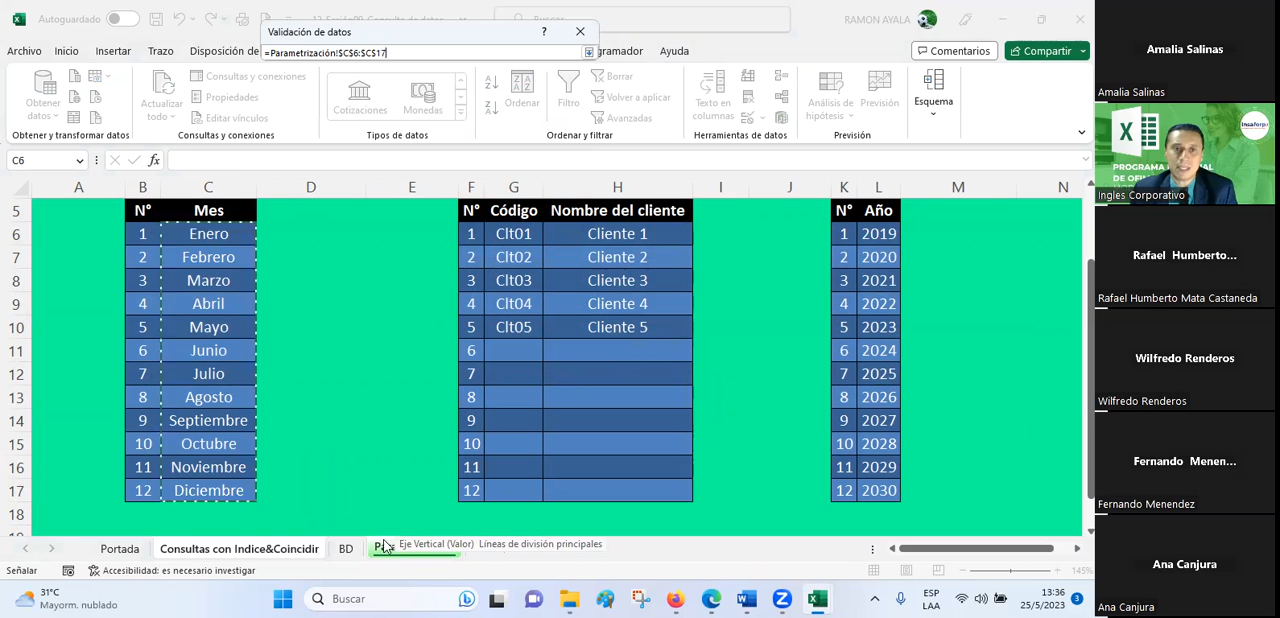 Autoguardado
Buscar
RAMON AYALA
Validación de datos
?
=Parametrización!$C$6:$C$17
Archivo
Inicio
Insertar
Trazo
Disposición de
gramador
Ayuda
Comentarios
Compartir
Obtener datos
Actualizar todo
Consultas y conexiones
Propiedades
Editar vínculos
Cotizaciones
Monedas
Ordenar
Filtro
Borrar
Volver a aplicar
Avanzadas
Texto en columnas
Análisis de hipótesis
Previsión
Esquema
Obtener y transformar datos
Consultas y conexiones
Tipos de datos
Ordenar y filtrar
Herramientas de datos
Previsión
C6
fx
A B C D E F G H I J K L M N
5 N° Mes N° Código Nombre del cliente N° Año
6 1 Enero 1 Clt01 Cliente 1 1 2019
7 2 Febrero 2 Clt02 Cliente 2 2 2020
8 3 Marzo 3 Clt03 Cliente 3 3 2021
9 4 Abril 4 Clt04 Cliente 4 4 2022
10 5 Mayo 5 Clt05 Cliente 5 5 2023
11 6 Junio 6 6 2024
12 7 Julio 7 7 2025
13 8 Agosto 8 8 2026
14 9 Septiembre 9 9 2027
15 10 Octubre 10 10 2028
16 11 Noviembre 11 11 2029
17 12 Diciembre 12 12 2030
18
Portada
Consultas con Indice&Coincidir
BD
Eje Vertical (Valor) Líneas de división principales
Señalar
Accesibilidad: es necesario investigar
145%
31°C
Mayorm. nublado
Buscar
ESP
LAA
13:36
25/5/2023
3
Amalia Salinas
Amalia Salinas
Insaforp
Ingles Corporativo
Rafael Humberto...
Rafael Humberto Mata Castaneda
Wilfredo Renderos
Wilfredo Renderos
Fernando Menen...
Fernando Menendez
Ana Canjura
Ana Canjura